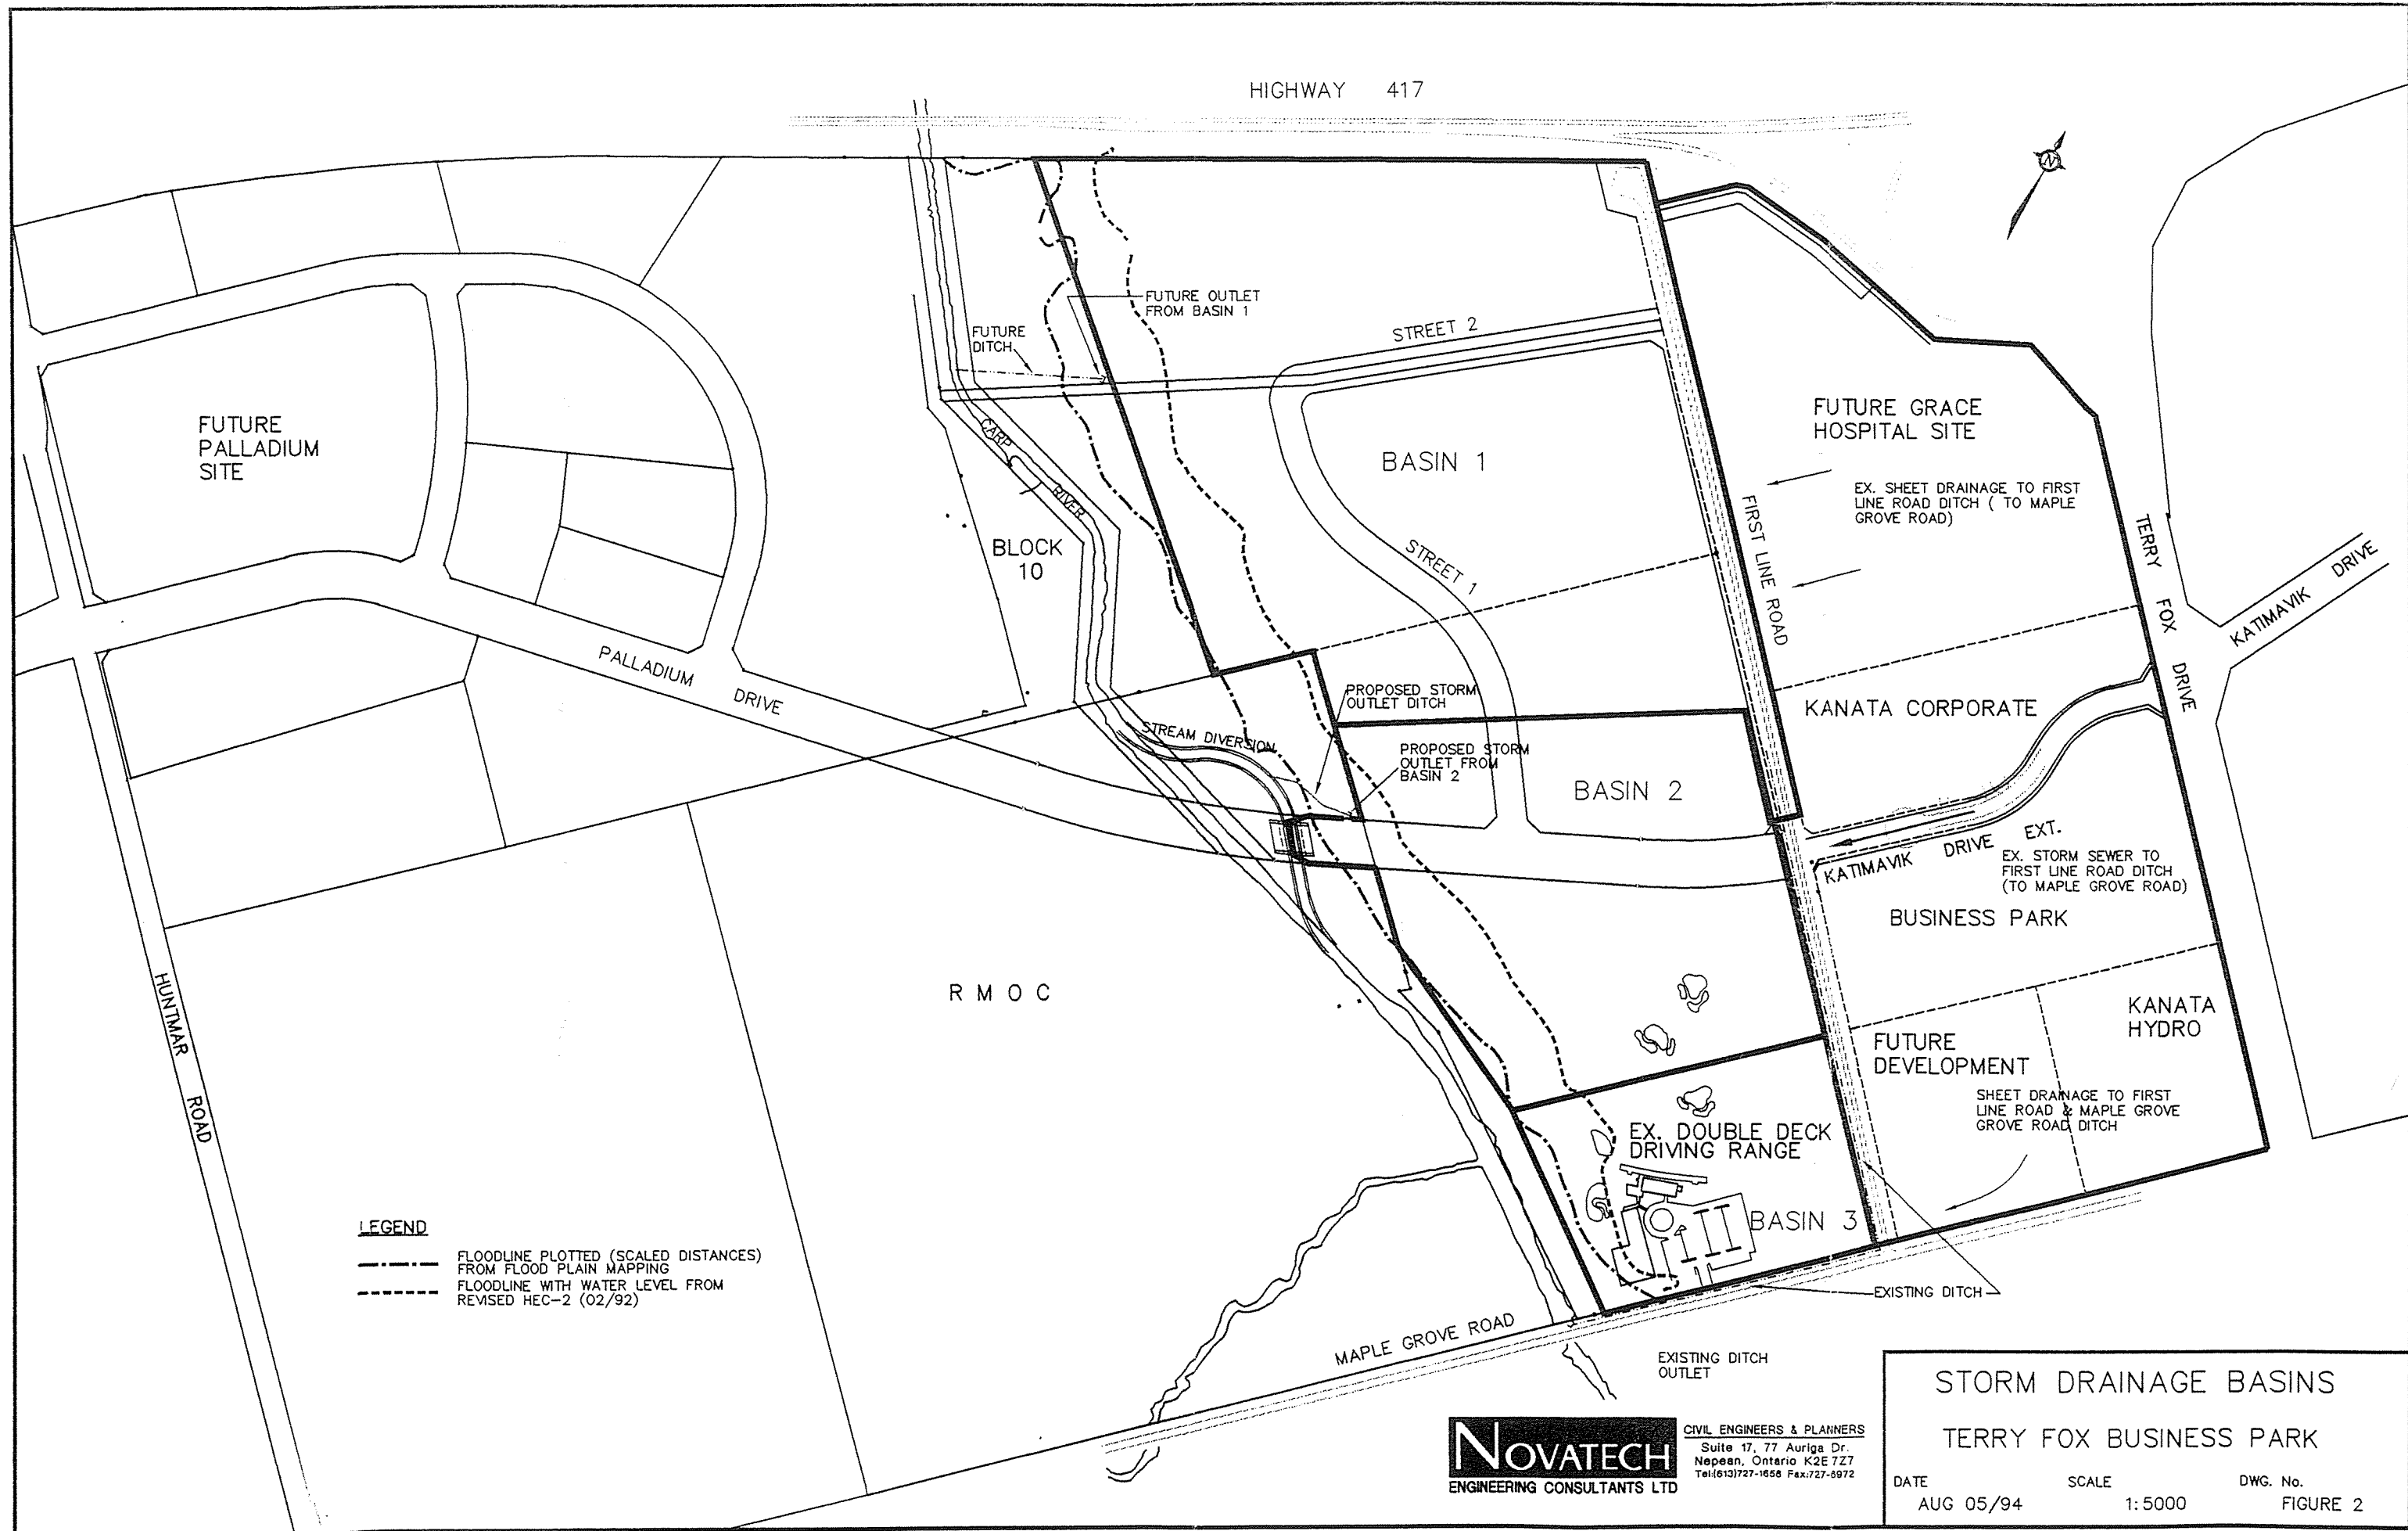 HIGHWAY 417
N
FUTURE OUTLET
FROM BASIN 1
FUTURE
DITCH
STREET 2
FUTURE
PALLADIUM
SITE
CARP
RIVER
BASIN 1
FUTURE GRACE
HOSPITAL SITE
EX. SHEET DRAINAGE TO FIRST
LINE ROAD DITCH ( TO MAPLE
GROVE ROAD)
BLOCK
10
STREET 1
FIRST LINE ROAD
TERRY FOX DRIVE
KATIMAVIK DRIVE
PALLADIUM DRIVE
PROPOSED STORM
OUTLET DITCH
KANATA CORPORATE
STREAM DIVERSION
PROPOSED STORM
OUTLET FROM
BASIN 2
BASIN 2
KATIMAVIK DRIVE EXT.
EX. STORM SEWER TO
FIRST LINE ROAD DITCH
(TO MAPLE GROVE ROAD)
BUSINESS PARK
HUNTMAR ROAD
R M O C
KANATA
HYDRO
FUTURE
DEVELOPMENT
SHEET DRAINAGE TO FIRST
LINE ROAD & MAPLE GROVE
GROVE ROAD DITCH
EX. DOUBLE DECK
DRIVING RANGE
BASIN 3
LEGEND
FLOODLINE PLOTTED (SCALED DISTANCES)
FROM FLOOD PLAIN MAPPING
FLOODLINE WITH WATER LEVEL FROM
REVISED HEC-2 (02/92)
EXISTING DITCH
MAPLE GROVE ROAD
EXISTING DITCH
OUTLET
NOVATECH
ENGINEERING CONSULTANTS LTD
CIVIL ENGINEERS & PLANNERS
Suite 17, 77 Auriga Dr.
Nepean, Ontario K2E 7Z7
Tel:(613)727-1658 Fax:727-6972
STORM DRAINAGE BASINS
TERRY FOX BUSINESS PARK
DATE SCALE DWG. No.
AUG 05/94 1:5000 FIGURE 2